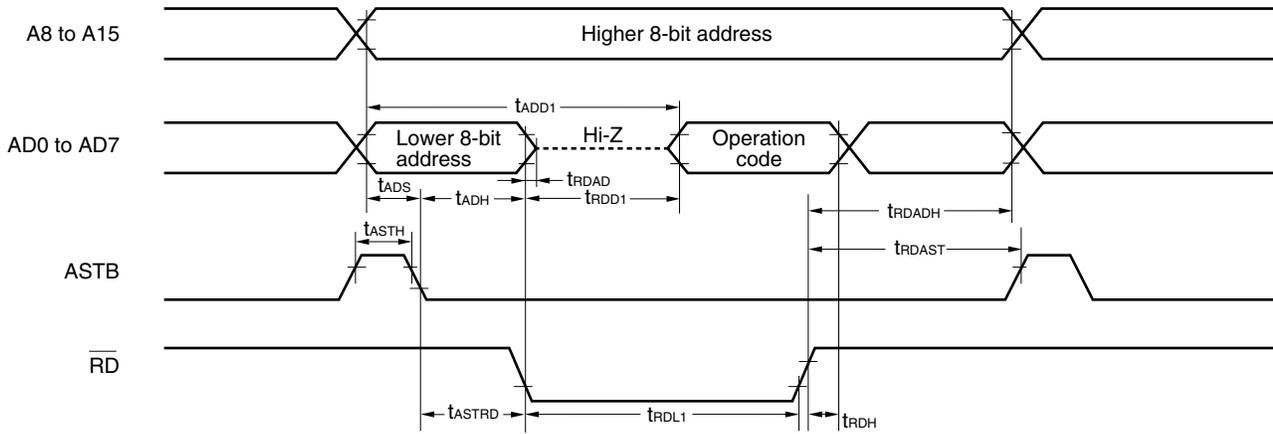 A8 to A15
Higher 8-bit address
tADD1
AD0 to AD7
Lower 8-bit
address
Hi-Z
Operation
code
tRDAD
tADS
tADH
tRDD1
tRDADH
tASTH
tRDAST
ASTB
RD
tASTRD
tRDL1
tRDH